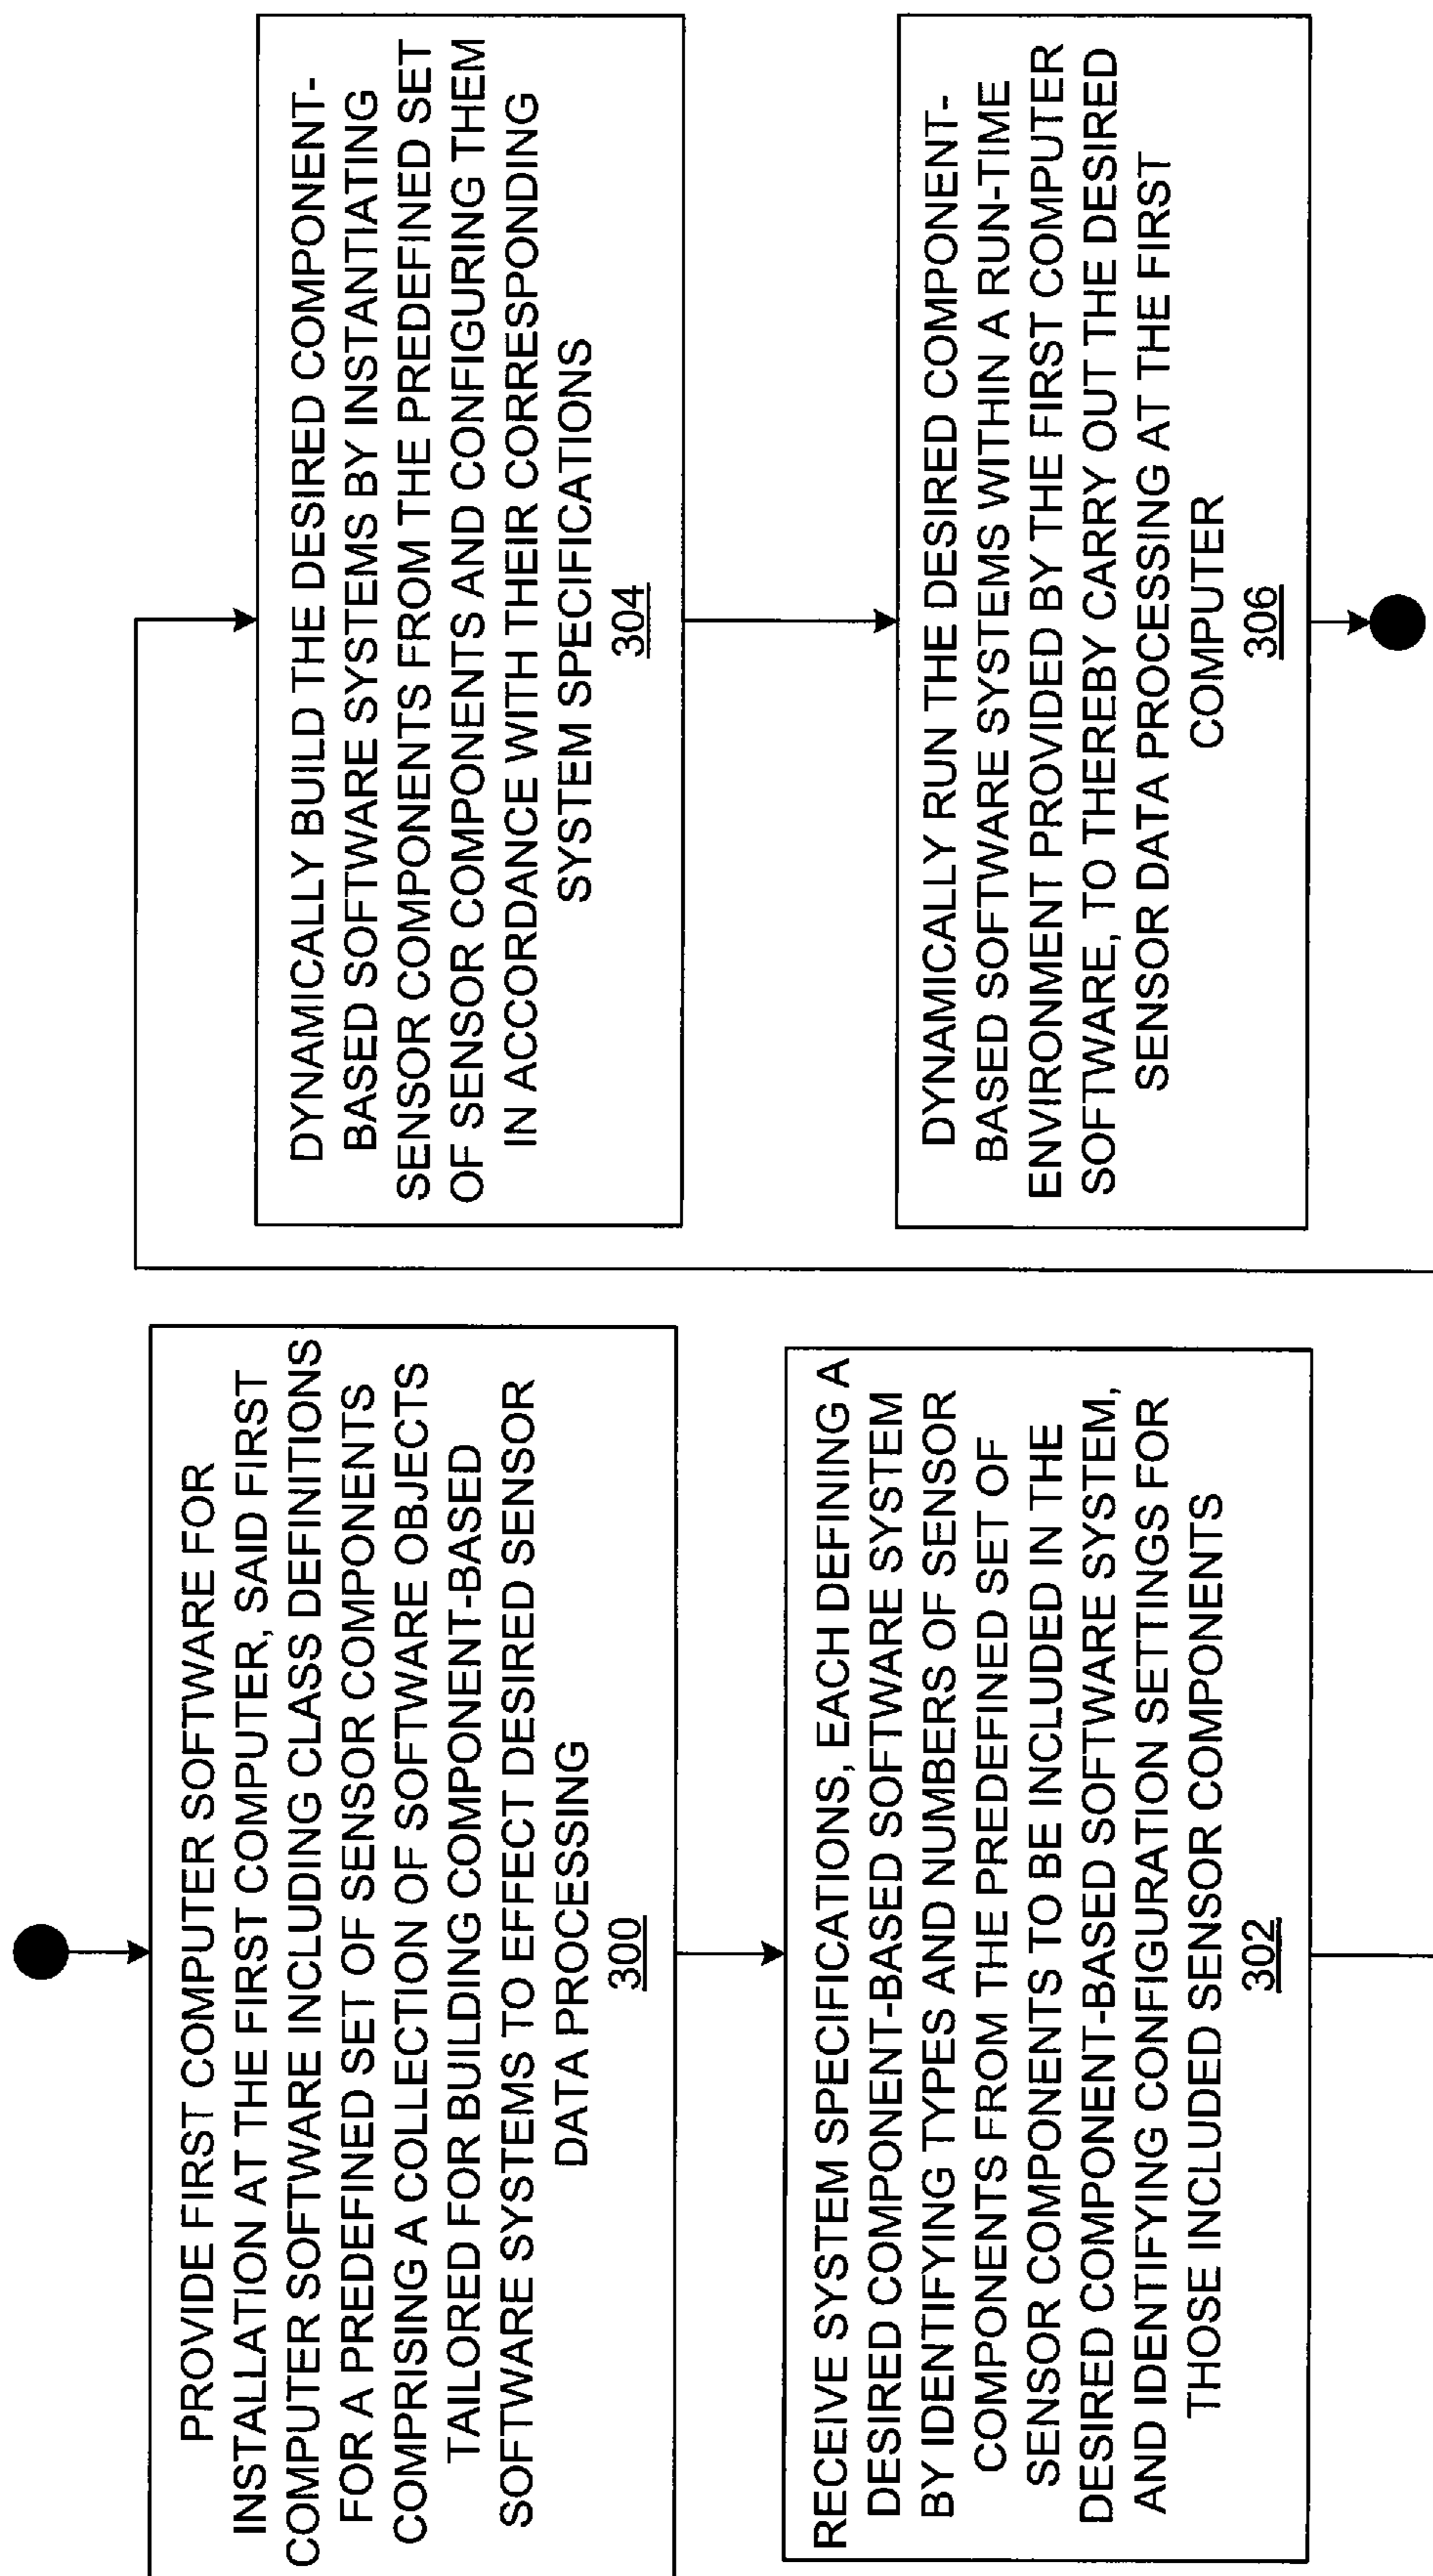 PROVIDE FIRST COMPUTER SOFTWARE FOR
INSTALLATION AT THE FIRST COMPUTER, SAID FIRST
COMPUTER SOFTWARE INCLUDING CLASS DEFINITIONS
FOR A PREDEFINED SET OF SENSOR COMPONENTS
COMPRISING A COLLECTION OF SOFTWARE OBJECTS
TAILORED FOR BUILDING COMPONENT-BASED
SOFTWARE SYSTEMS TO EFFECT DESIRED SENSOR
DATA PROCESSING
300
RECEIVE SYSTEM SPECIFICATIONS, EACH DEFINING A
DESIRED COMPONENT-BASED SOFTWARE SYSTEM
BY IDENTIFYING TYPES AND NUMBERS OF SENSOR
COMPONENTS FROM THE PREDEFINED SET OF
SENSOR COMPONENTS TO BE INCLUDED IN THE
DESIRED COMPONENT-BASED SOFTWARE SYSTEM,
AND IDENTIFYING CONFIGURATION SETTINGS FOR
THOSE INCLUDED SENSOR COMPONENTS
302
DYNAMICALLY BUILD THE DESIRED COMPONENT-
BASED SOFTWARE SYSTEMS BY INSTANTIATING
SENSOR COMPONENTS FROM THE PREDEFINED SET
OF SENSOR COMPONENTS AND CONFIGURING THEM
IN ACCORDANCE WITH THEIR CORRESPONDING
SYSTEM SPECIFICATIONS
304
DYNAMICALLY RUN THE DESIRED COMPONENT-
BASED SOFTWARE SYSTEMS WITHIN A RUN-TIME
ENVIRONMENT PROVIDED BY THE FIRST COMPUTER
SOFTWARE, TO THEREBY CARRY OUT THE DESIRED
SENSOR DATA PROCESSING AT THE FIRST
COMPUTER
306